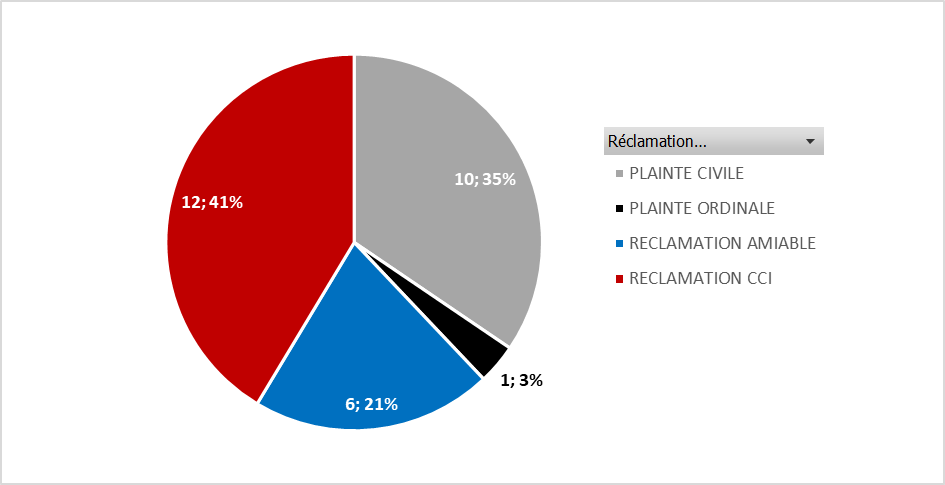 10; 35%
12; 41%
1; 3%
6; 21%
Réclamation...
PLAINTE CIVILE
PLAINTE ORDINALE
RECLAMATION AMIABLE
RECLAMATION CCI